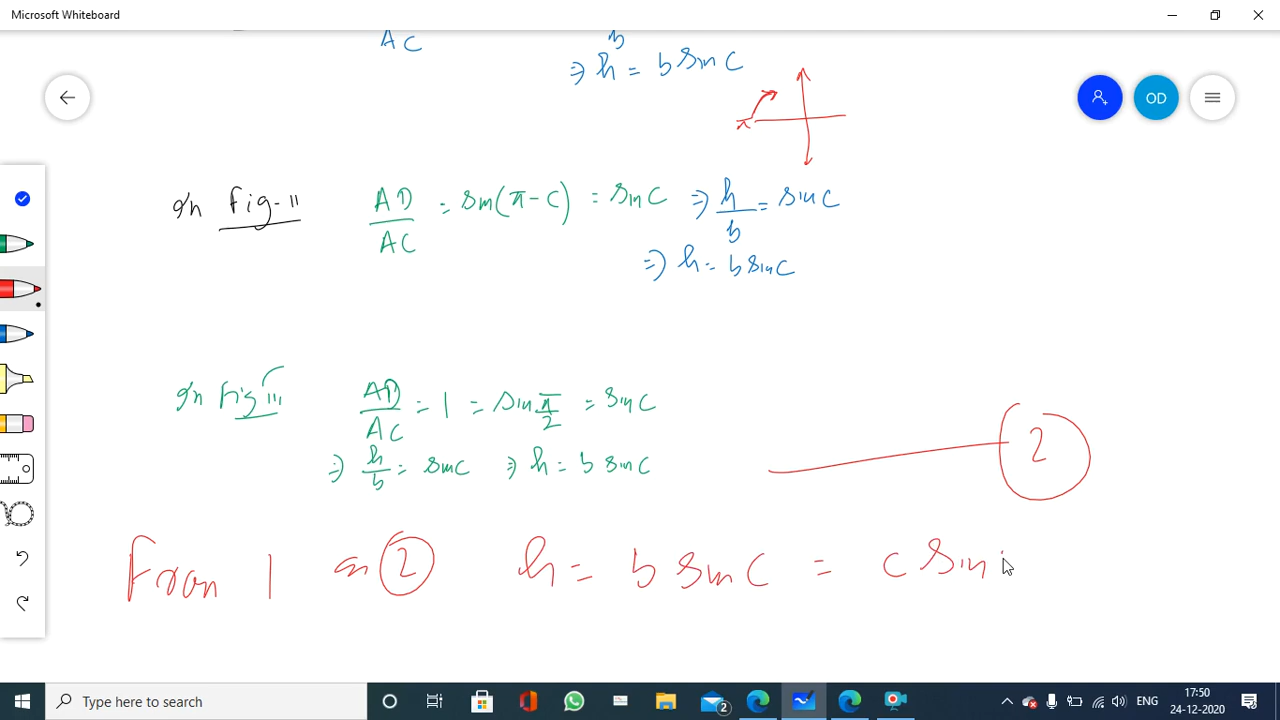 Microsoft Whiteboard
AC
b
⇒ h = b sin C
π
OD
In Fig-II
AD/AC = sin(π-C) = sin C ⇒ h/b = sin C
⇒ h = b sin C
In Fig III
AD/AC = 1 = sin π/2 = sin C
⇒ h/b = sin C ⇒ h = b sin C
2
From 1 2 h = b sin C = c sin
Type here to search
2
ENG
17:50
24-12-2020